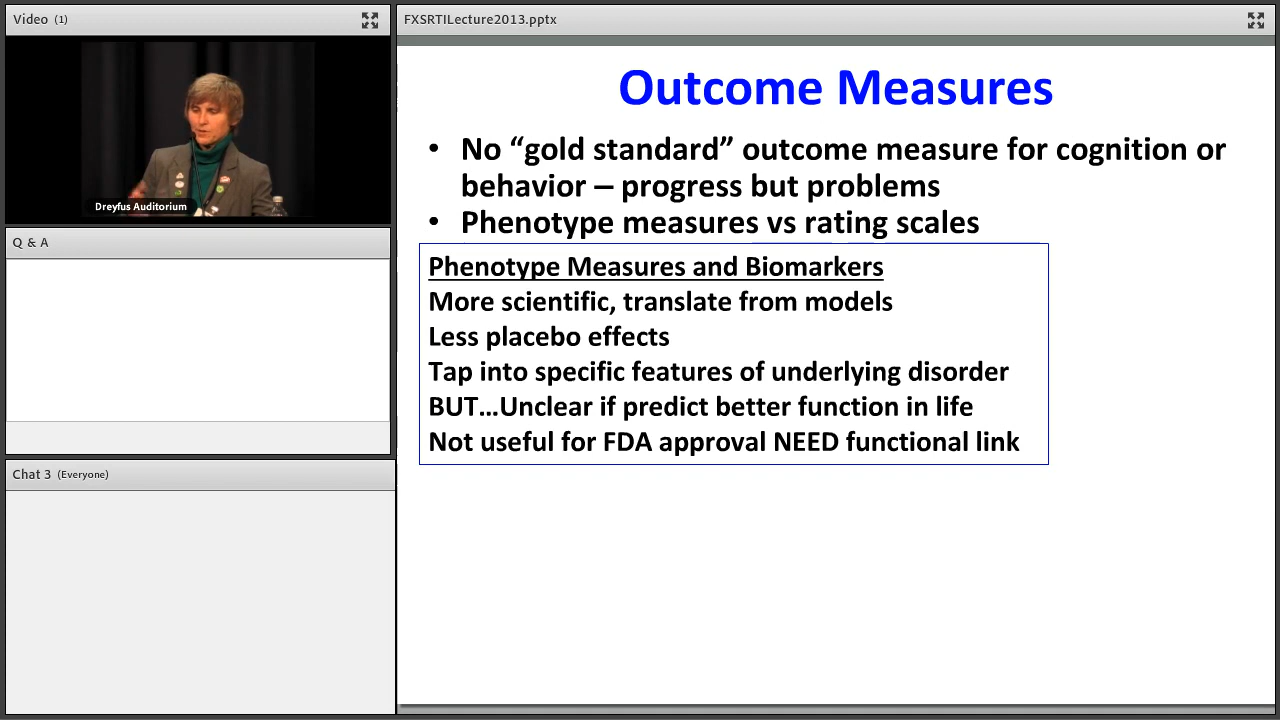 Video (1)
Dreyfus Auditorium
Q & A
Chat 3 (Everyone)
FXSRTILecture2013.pptx
Outcome Measures
• No “gold standard” outcome measure for cognition or
behavior – progress but problems
• Phenotype measures vs rating scales
Phenotype Measures and Biomarkers
More scientific, translate from models
Less placebo effects
Tap into specific features of underlying disorder
BUT…Unclear if predict better function in life
Not useful for FDA approval NEED functional link